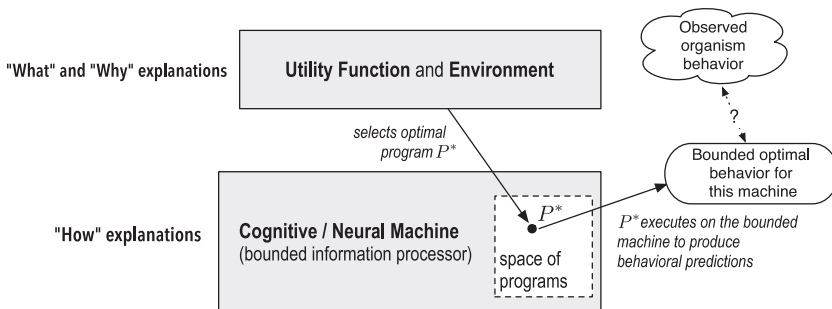 "What" and "Why" explanations
Utility Function and Environment
Observed
organism
behavior
selects optimal
program P*
?
Bounded optimal
behavior for
this machine
"How" explanations
Cognitive / Neural Machine
(bounded information processor)
P*
space of
programs
P* executes on the bounded
machine to produce
behavioral predictions